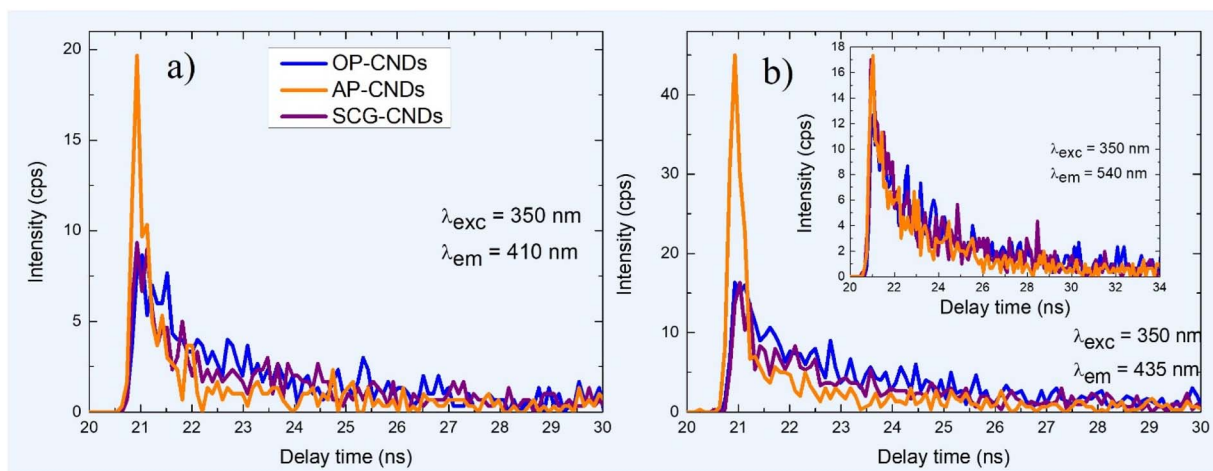 a)
OP-CNDs
AP-CNDs
SCG-CNDs
λexc = 350 nm
λem = 410 nm
Intensity (cps)
20
15
10
5
0
20 21 22 23 24 25 26 27 28 29 30
Delay time (ns)
b)
λexc = 350 nm
λem = 435 nm
Intensity (cps)
40
30
20
10
0
20 21 22 23 24 25 26 27 28 29 30
Delay time (ns)
λexc = 350 nm
λem = 540 nm
Intensity (cps)
18
16
14
12
10
8
6
4
2
0
20 22 24 26 28 30 32 34
Delay time (ns)